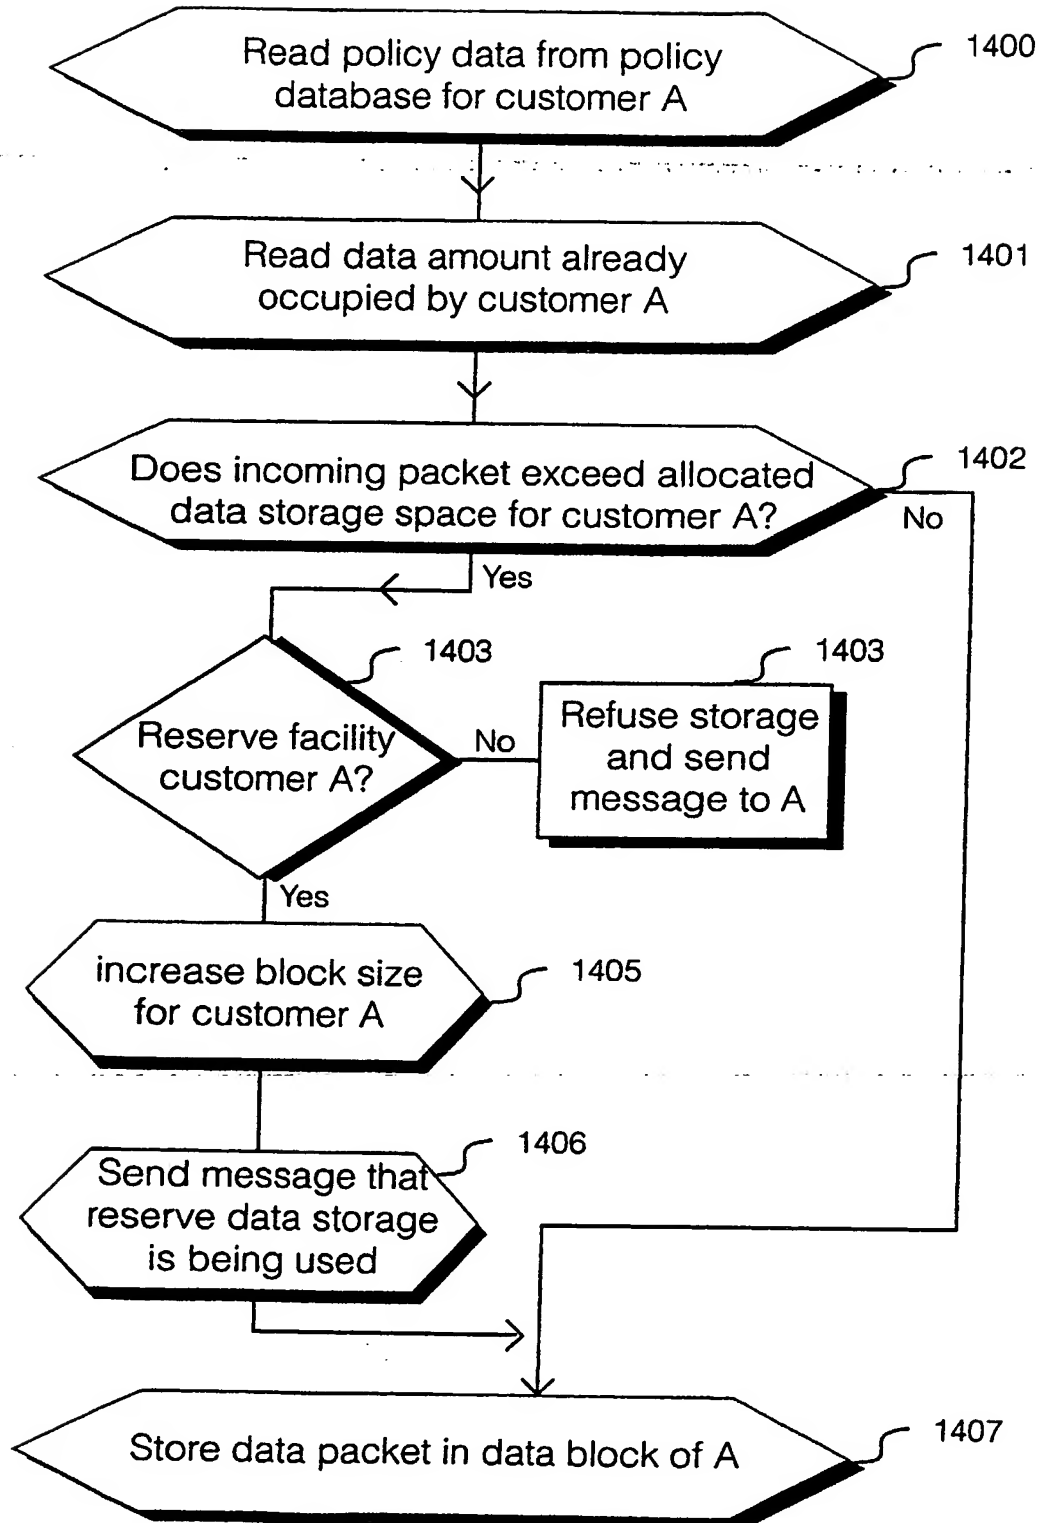 Read policy data from policy
database for customer A
1400
Read data amount already
occupied by customer A
1401
Does incoming packet exceed allocated
data storage space for customer A?
1402
No
Yes
1403
Reserve facility
customer A?
No
1403
Refuse storage
and send
message to A
Yes
increase block size
for customer A
1405
1406
Send message that
reserve data storage
is being used
Store data packet in data block of A
1407